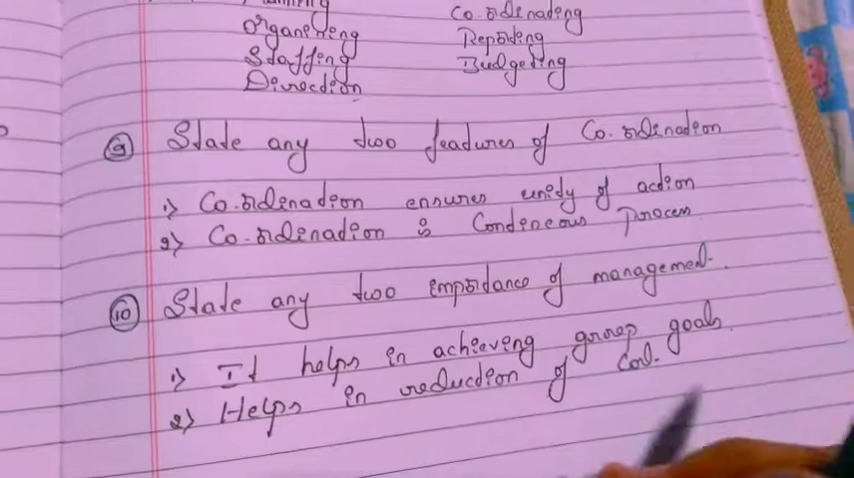 Co-ordinating
Organising
Reporting
Staffing
Budgeting
Direction
9 State any two features of Co-ordination
1) Co-ordination ensures unity of action
2) Co-ordination is Contineous Process
10 State any two importance of management.
1) It helps in achieving group goals.
2) Helps in reduction of Cost.